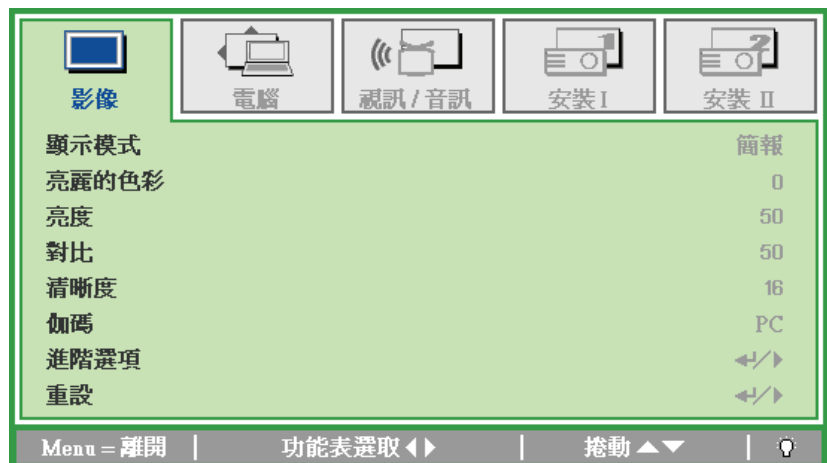 影像 電腦 視訊 / 音訊 安裝 I 安裝 II
顯示模式 簡報
亮麗的色彩 0
亮度 50
對比 50
清晰度 16
伽碼 PC
進階選項 ↵/▶
重設 ↵/▶
Menu = 離開 | 功能表選取 ◀▶ | 捲動 ▲▼ |